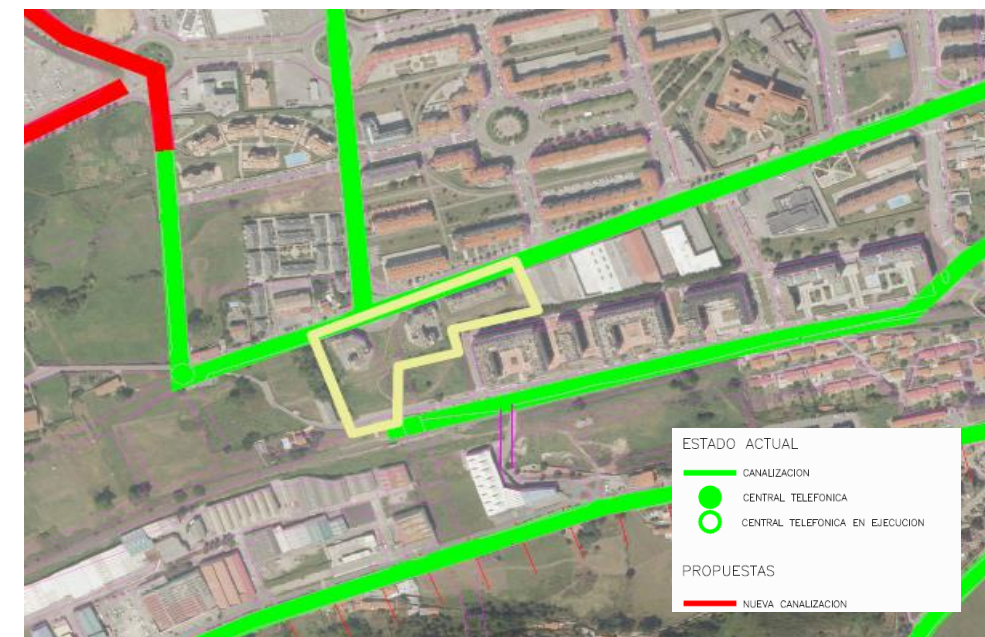 ESTADO ACTUAL
CANALIZACION
CENTRAL TELEFONICA
CENTRAL TELEFONICA EN EJECUCION
PROPUESTAS
NUEVA CANALIZACION